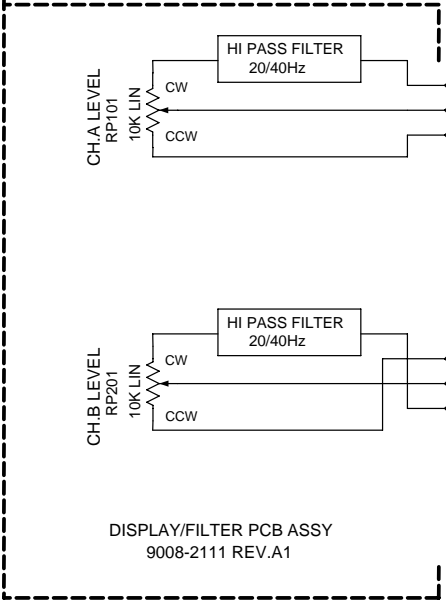 HI PASS FILTER
20/40Hz
CW
CCW
CH.A LEVEL
RP101
10K LIN
HI PASS FILTER
20/40Hz
CW
CCW
CH.B LEVEL
RP201
10K LIN
DISPLAY/FILTER PCB ASSY
9008-2111 REV.A1